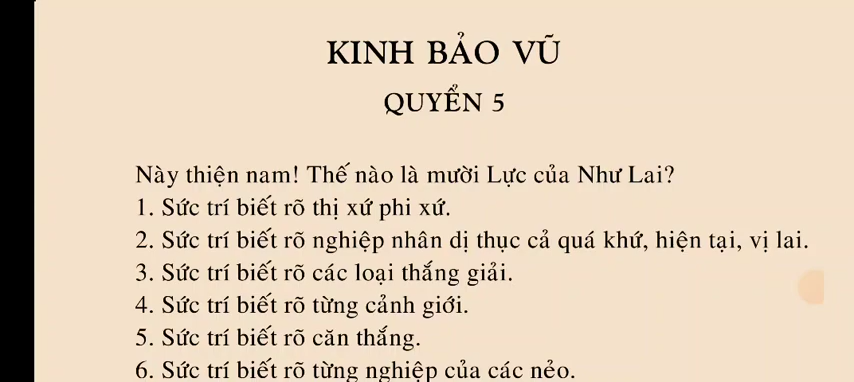 KINH BẢO VŨ
QUYỂN 5
Này thiện nam! Thế nào là mười Lực của Như Lai?
1. Sức trí biết rõ thị xứ phi xứ.
2. Sức trí biết rõ nghiệp nhân dị thục cả quá khứ, hiện tại, vị lai.
3. Sức trí biết rõ các loại thắng giải.
4. Sức trí biết rõ từng cảnh giới.
5. Sức trí biết rõ căn thắng.
6. Sức trí biết rõ từng nghiệp của các nẻo.